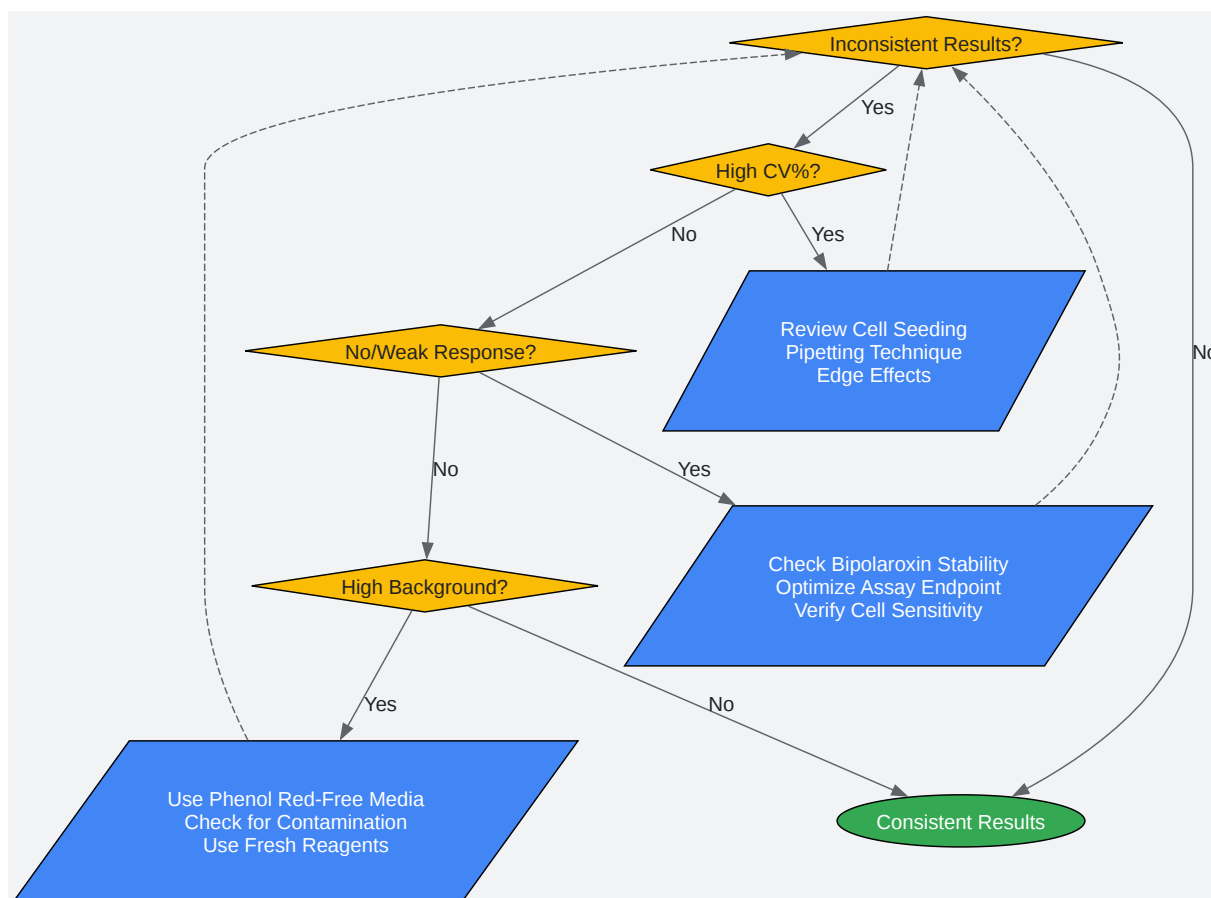 Inconsistent Results?
Yes
High CV%?
No
Yes
Review Cell Seeding
Pipetting Technique
Edge Effects
No
No/Weak Response?
No
Yes
Check Bipolaroxin Stability
Optimize Assay Endpoint
Verify Cell Sensitivity
High Background?
Yes
No
Use Phenol Red-Free Media
Check for Contamination
Use Fresh Reagents
Consistent Results